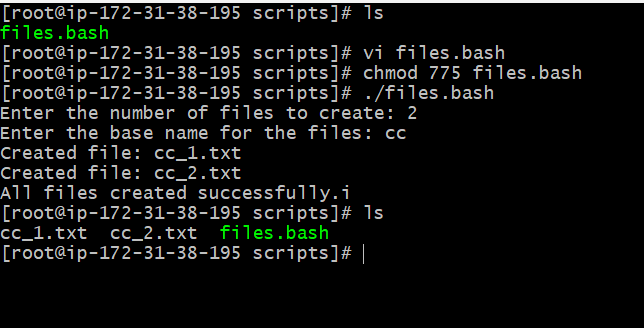 [root@ip-172-31-38-195 scripts]# ls
files.bash
[root@ip-172-31-38-195 scripts]# vi files.bash
[root@ip-172-31-38-195 scripts]# chmod 775 files.bash
[root@ip-172-31-38-195 scripts]# ./files.bash
Enter the number of files to create: 2
Enter the base name for the files: cc
Created file: cc_1.txt
Created file: cc_2.txt
All files created successfully.i
[root@ip-172-31-38-195 scripts]# ls
cc_1.txt  cc_2.txt  files.bash
[root@ip-172-31-38-195 scripts]#